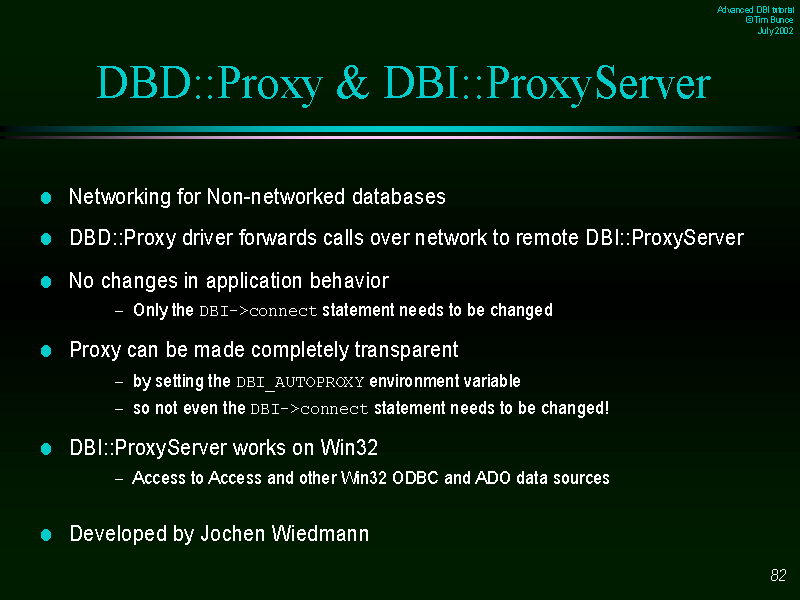 Advanced DBI tutorial
©Tim Bunce
July 2002
DBD::Proxy & DBI::ProxyServer
Networking for Non-networked databases
DBD::Proxy driver forwards calls over network to remote DBI::ProxyServer
No changes in application behavior
– Only the DBI->connect statement needs to be changed
Proxy can be made completely transparent
– by setting the DBI_AUTOPROXY environment variable
– so not even the DBI->connect statement needs to be changed!
DBI::ProxyServer works on Win32
– Access to Access and other Win32 ODBC and ADO data sources
Developed by Jochen Wiedmann
82